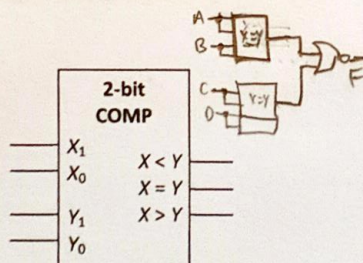 A
B
X=Y
F
C
D
Y=Y
2-bit
COMP
X₁
X₀
X < Y
X = Y
Y₁
X > Y
Y₀